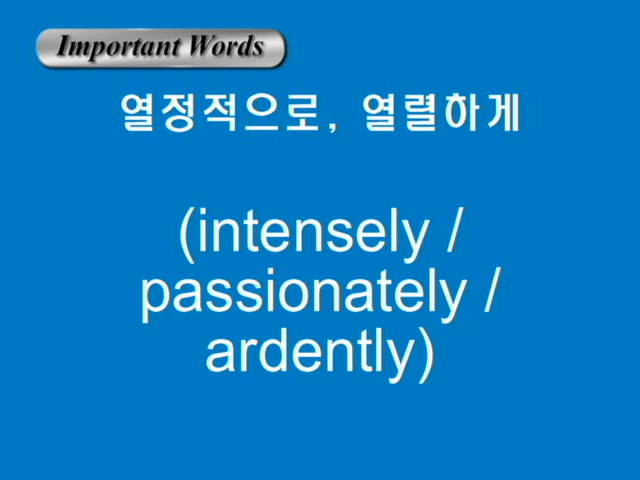 Important Words
열정적으로, 열렬하게
(intensely /
passionately /
ardently)